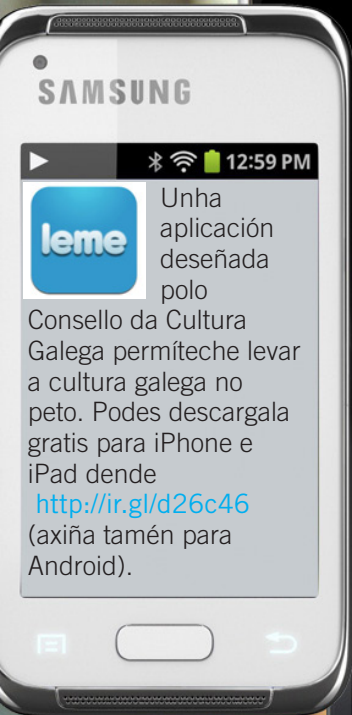 SAMSUNG
12:59 PM
leme
Unha
aplicación
deseñada
polo
Consello da Cultura
Galega permíteche levar
a cultura galega no
peto. Podes descargala
gratis para iPhone e
iPad dende
http://ir.gl/d26c46
(axiña tamén para
Android).